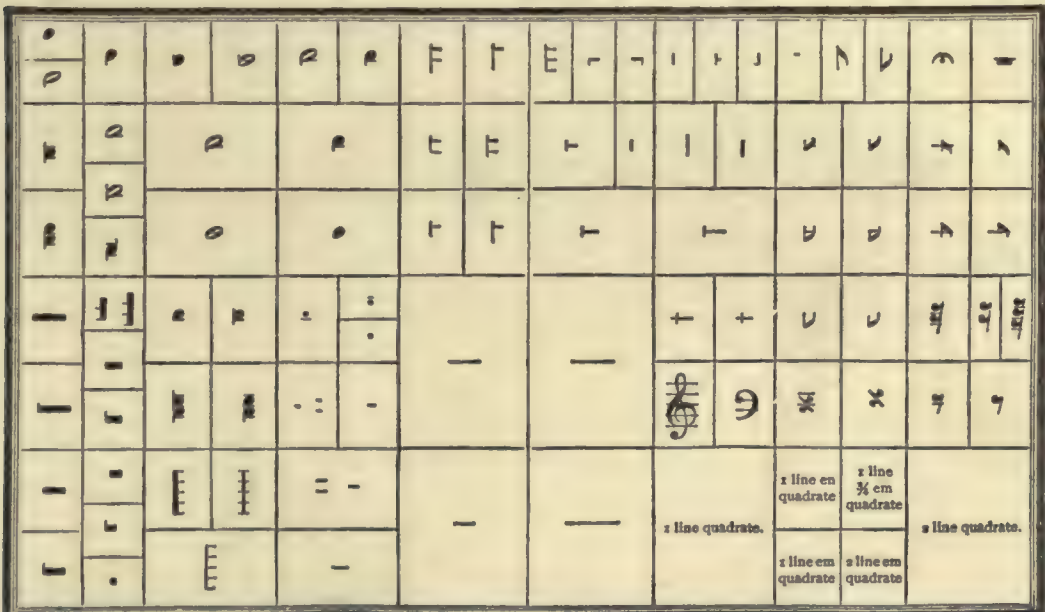 1 line en
quadrate
1 line
¾ em
quadrate
1 line quadrate.
2 line quadrate.
1 line em
quadrate
2 line em
quadrate